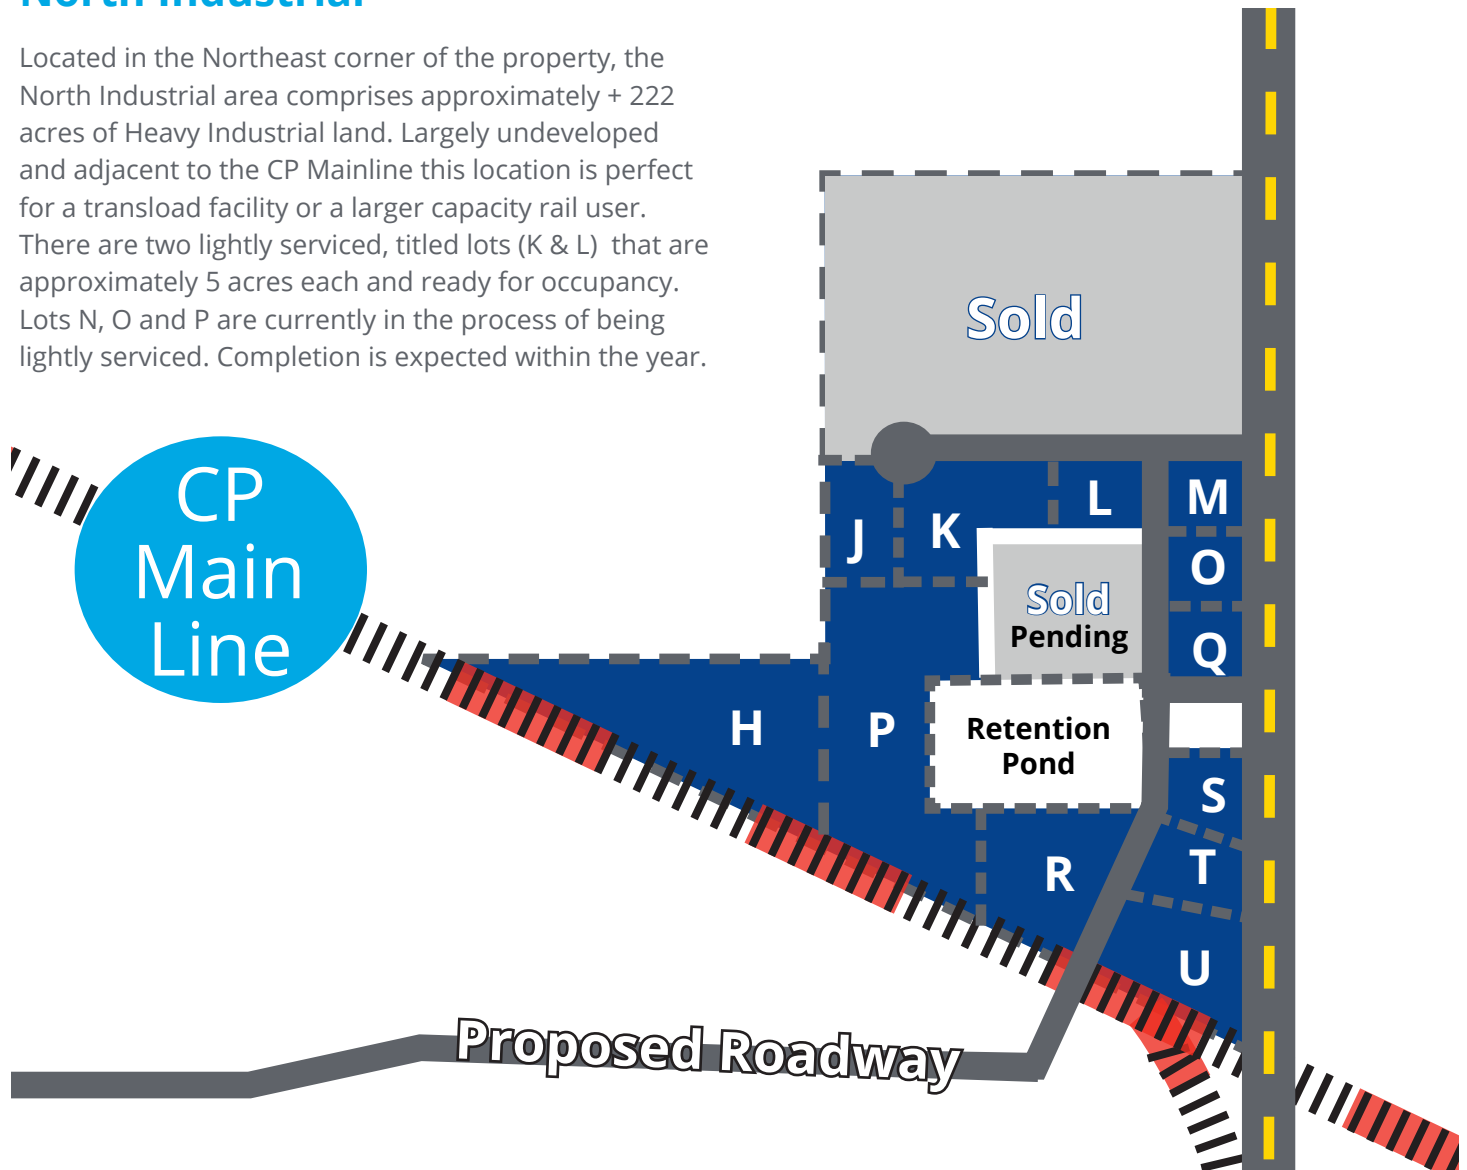 North Industrial
Located in the Northeast corner of the property, the
North Industrial area comprises approximately + 222
acres of Heavy Industrial land. Largely undeveloped
and adjacent to the CP Mainline this location is perfect
for a transload facility or a larger capacity rail user.
There are two lightly serviced, titled lots (K & L)  that are
approximately 5 acres each and ready for occupancy.
Lots N, O and P are currently in the process of being
lightly serviced. Completion is expected within the year.
Sold
CP
Main
Line
J
K
L
M
O
Sold
Pending
Q
H
P
Retention
Pond
S
T
R
U
Proposed Roadway